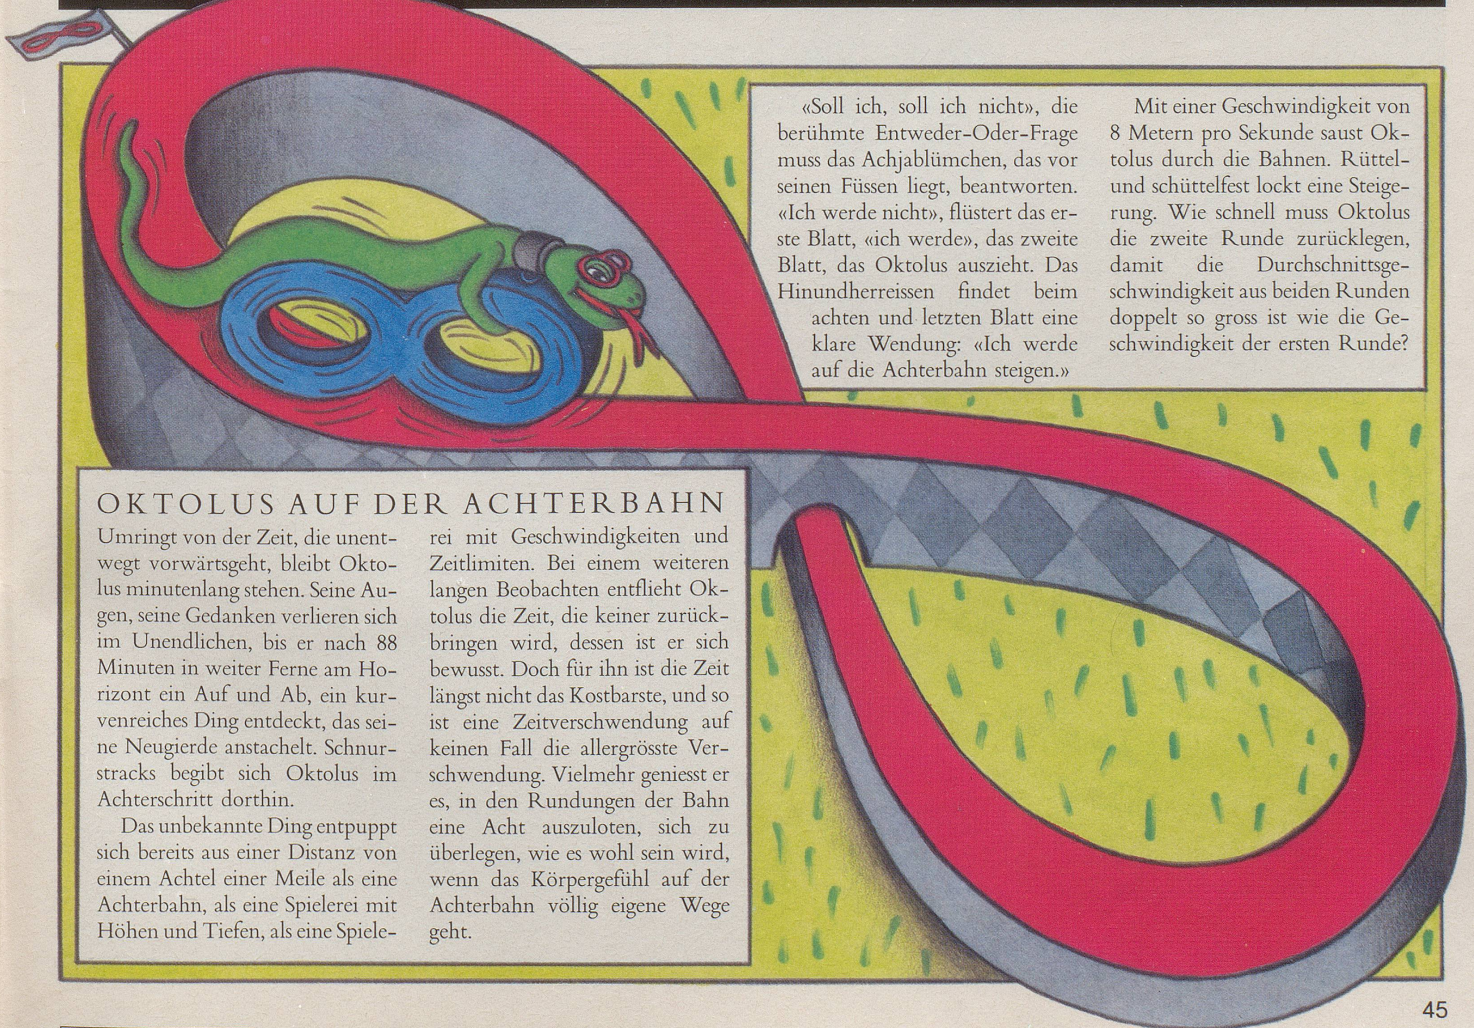 OKTOLUS AUF DER ACHTERBAHN
Umringt von der Zeit, die unent-
wegt vorwärtsgeht, bleibt Okto-
lus minutenlang stehen. Seine Au-
gen, seine Gedanken verlieren sich
im Unendlichen, bis er nach 88
Minuten in weiter Ferne am Ho-
rizont ein Auf und Ab, ein kur-
venreiches Ding entdeckt, das sei-
ne Neugierde anstachelt. Schnur-
stracks begibt sich Oktolus im
Achterschritt dorthin.
Das unbekannte Ding entpuppt
sich bereits aus einer Distanz von
einem Achtel einer Meile als eine
Achterbahn, als eine Spielerei mit
Höhen und Tiefen, als eine Spiele-
rei mit Geschwindigkeiten und
Zeitlimiten. Bei einem weiteren
langen Beobachten entflieht Ok-
tolus die Zeit, die keiner zurück-
bringen wird, dessen ist er sich
bewusst. Doch für ihn ist die Zeit
längst nicht das Kostbarste, und so
ist eine Zeitverschwendung auf
keinen Fall die allergrösste Ver-
schwendung. Vielmehr geniesst er
es, in den Rundungen der Bahn
eine Acht auszuloten, sich zu
überlegen, wie es wohl sein wird,
wenn das Körpergefühl auf der
Achterbahn völlig eigene Wege
geht.
«Soll ich, soll ich nicht», die
berühmte Entweder-Oder-Frage
muss das Achjablümchen, das vor
seinen Füssen liegt, beantworten.
«Ich werde nicht», flüstert das er-
ste Blatt, «ich werde», das zweite
Blatt, das Oktolus auszieht. Das
Hinundherreissen findet beim
achten und letzten Blatt eine
klare Wendung: «Ich werde
auf die Achterbahn steigen.»
Mit einer Geschwindigkeit von
8 Metern pro Sekunde saust Ok-
tolus durch die Bahnen. Rüttel-
und schüttelfest lockt eine Steige-
rung. Wie schnell muss Oktolus
die zweite Runde zurücklegen,
damit die Durchschnittsge-
schwindigkeit aus beiden Runden
doppelt so gross ist wie die Ge-
schwindigkeit der ersten Runde?
45